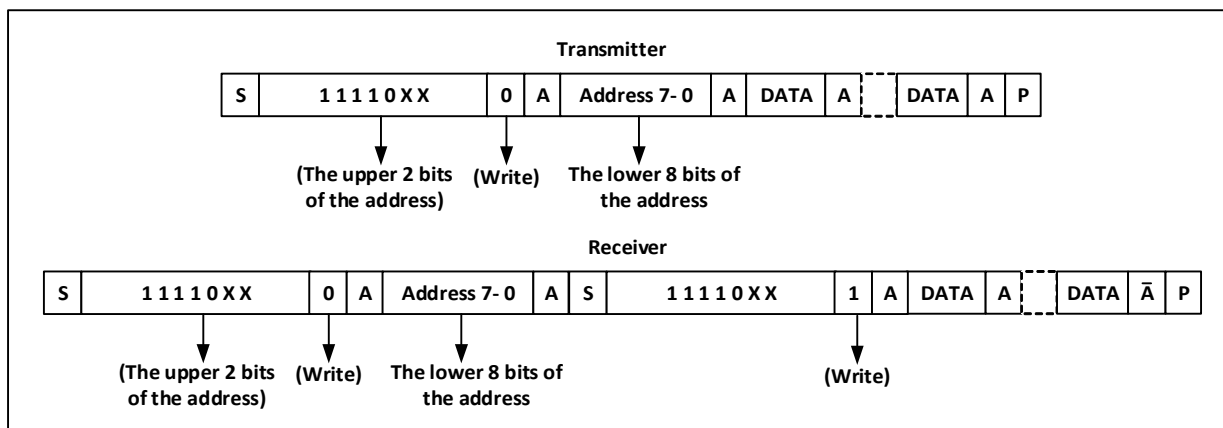 Transmitter
S 1 1 1 1 0 X X 0 A Address 7- 0 A DATA A DATA A P
(The upper 2 bits of the address) (Write) The lower 8 bits of the address
Receiver
S 1 1 1 1 0 X X 0 A Address 7- 0 A S 1 1 1 1 0 X X 1 A DATA A DATA Ā P
(The upper 2 bits of the address) (Write) The lower 8 bits of the address (Write)